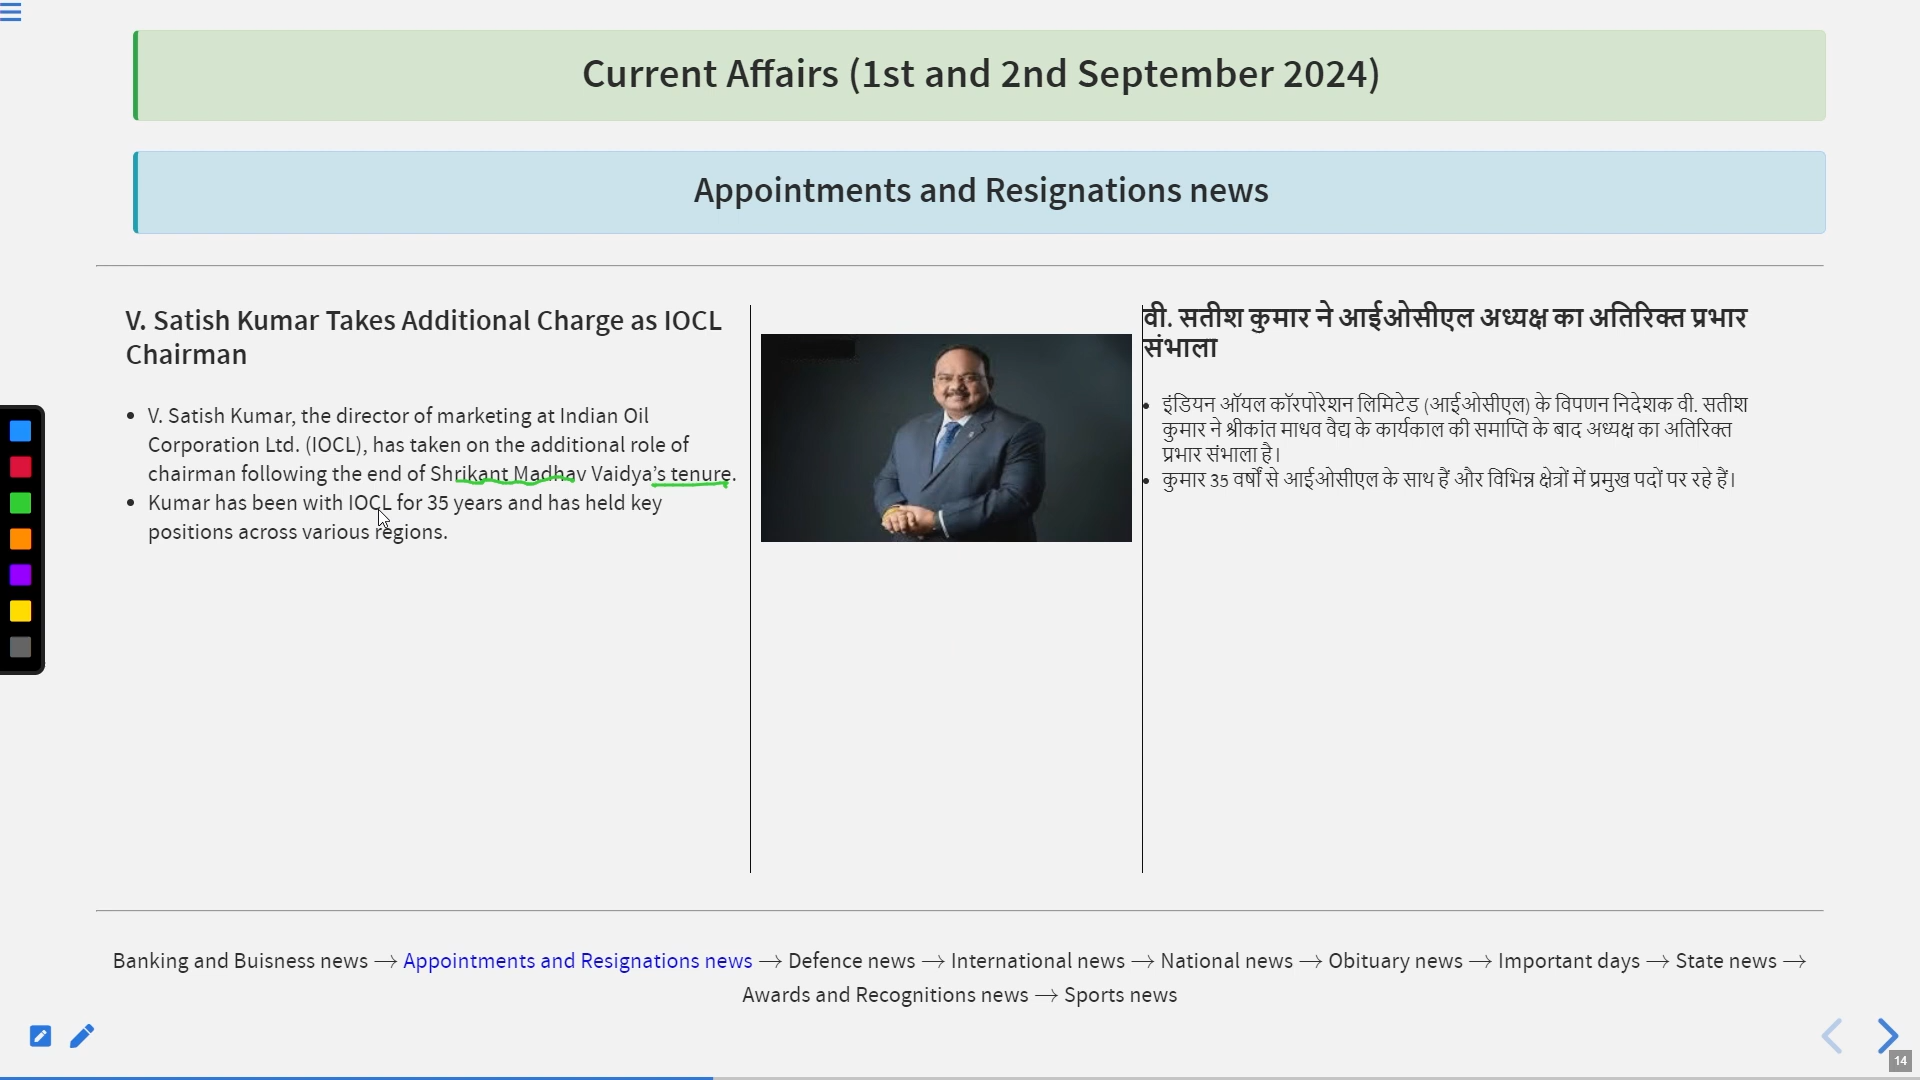 Current Affairs (1st and 2nd September 2024)
Appointments and Resignations news
V. Satish Kumar Takes Additional Charge as IOCL
Chairman
• V. Satish Kumar, the director of marketing at Indian Oil
Corporation Ltd. (IOCL), has taken on the additional role of
chairman following the end of Shrikant Madhav Vaidya’s tenure.
• Kumar has been with IOCL for 35 years and has held key
positions across various regions.
वी. सतीश कुमार ने आईओसीएल अध्यक्ष का अतिरिक्त प्रभार
संभाला
• इंडियन ऑयल कॉरपोरेशन लिमिटेड (आईओसीएल) के विपणन निदेशक वी. सतीश
कुमार ने श्रीकांत माधव वैद्य के कार्यकाल की समाप्ति के बाद अध्यक्ष का अतिरिक्त
प्रभार संभाला है।
• कुमार 35 वर्षों से आईओसीएल के साथ हैं और विभिन्न क्षेत्रों में प्रमुख पदों पर रहे हैं।
Banking and Buisness news → Appointments and Resignations news → Defence news → International news → National news → Obituary news → Important days → State news →
Awards and Recognitions news → Sports news
14